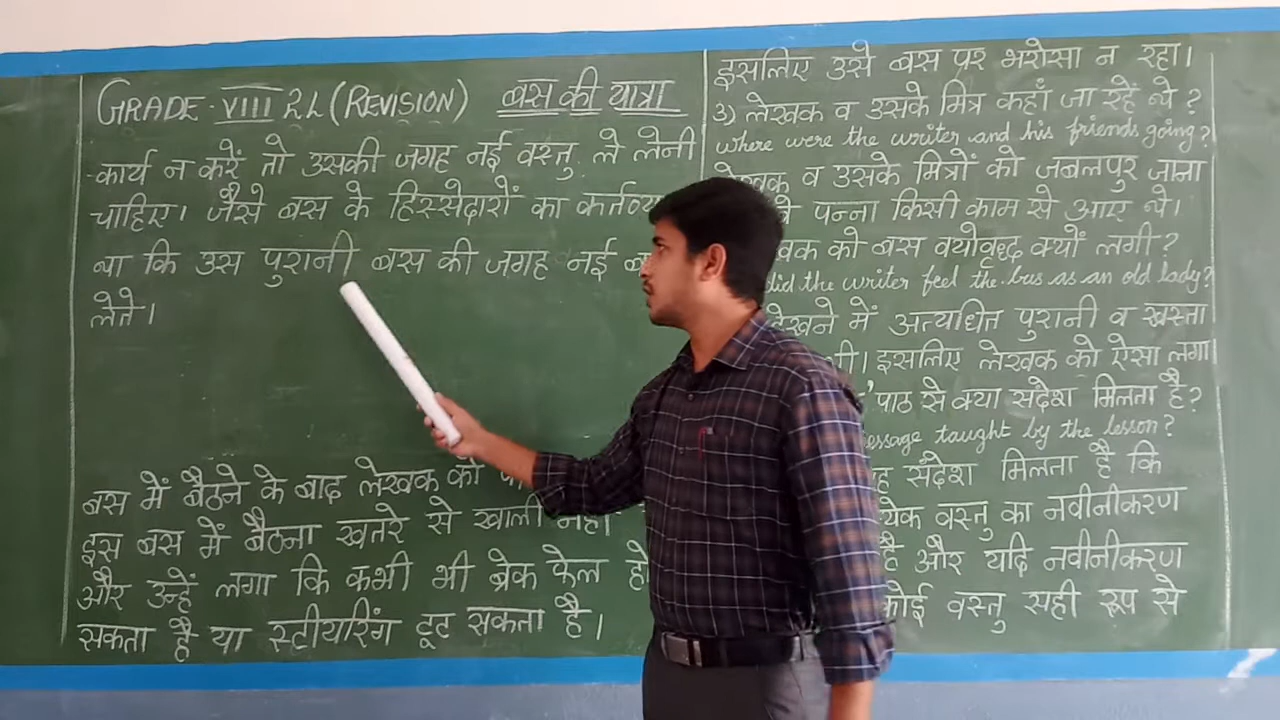 GRADE-VIII 2L (REVISION) बस की यात्रा
कार्य न करें तो उसकी जगह नई वस्तु ले लेनी
चाहिए। जैसे बस के हिस्सेदारों का कर्तव्य
था कि उस पुरानी बस की जगह नई
लेते।
बस में बैठने के बाद लेखक को
इस बस में बैठना खतरे से खाली नहीं
और उन्हें लगा कि कभी भी ब्रेक फेल हो
सकता है या स्टीयरिंग टूट सकता है।
इसलिए उसे बस पर भरोसा न रहा।
3) लेखक व उसके मित्र कहाँ जा रहें थे?
where were the writer and his friends going?
व उसके मित्रों को जबलपुर जाना
पन्ना किसी काम से आए थे।
को बस वयोवृद्ध क्यों लगी?
did the writer feel the bus as an old lady?
देखने में अत्यधित पुरानी व खस्ता
इसलिए लेखक को ऐसा लगा
पाठ से क्या संदेश मिलता है?
message taught by the lesson?
संदेश मिलता है कि
वस्तु का नवीनीकरण
है और यदि नवीनीकरण
कोई वस्तु सही रूप से